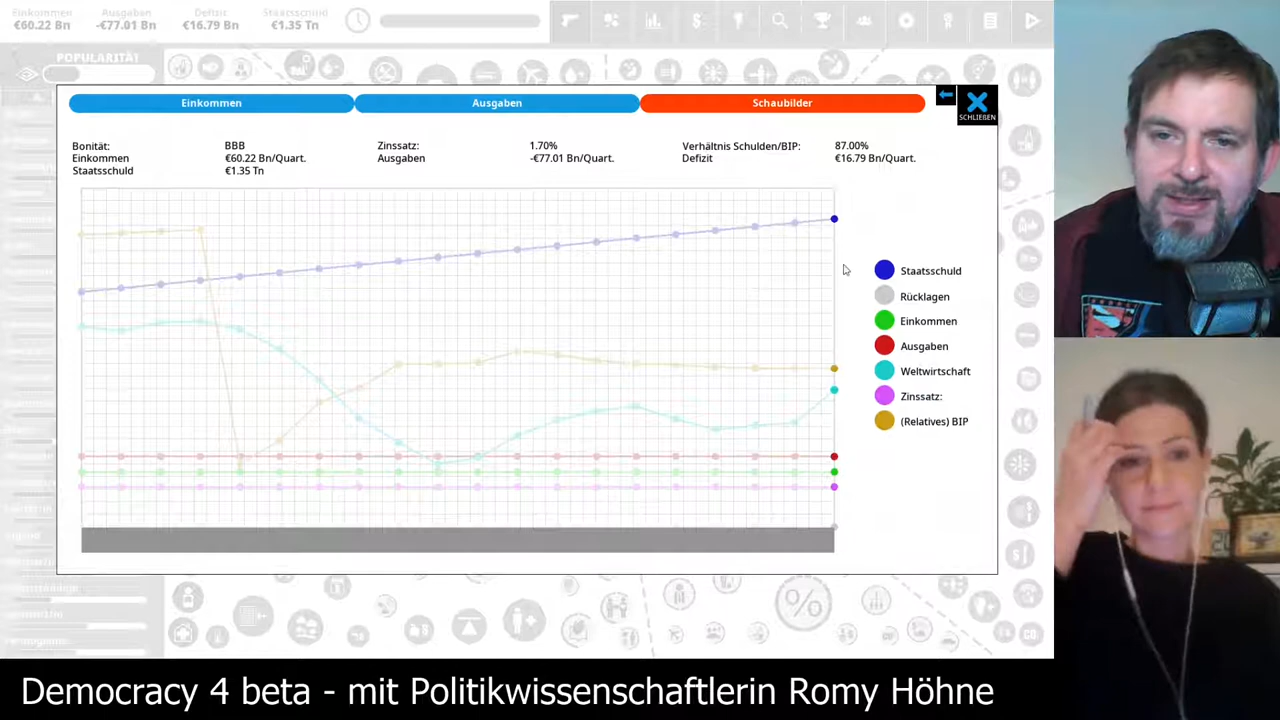 Einkommen Ausgaben Defizit Staatsschuld
€60.22 Bn -€77.01 Bn €16.79 Bn €1.35 Tn
POPULARITÄT
Einkommen Ausgaben Schaubilder
SCHLIEßEN
Bonität: BBB Zinssatz: 1.70% Verhältnis Schulden/BIP: 87.00%
Einkommen €60.22 Bn/Quart. Ausgaben -€77.01 Bn/Quart. Defizit €16.79 Bn/Quart.
Staatsschuld €1.35 Tn
Staatsschuld
Rücklagen
Einkommen
Ausgaben
Weltwirtschaft
Zinssatz:
(Relatives) BIP
Democracy 4 beta - mit Politikwissenschaftlerin Romy Höhne